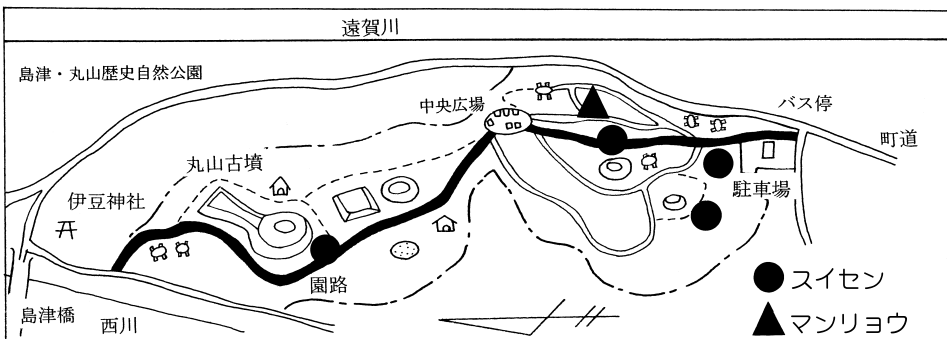 遠賀川
島津・丸山歴史自然公園
中央広場
バス停
町道
丸山古墳
駐車場
伊豆神社
園路
スイセン
島津橋
西川
マンリョウ